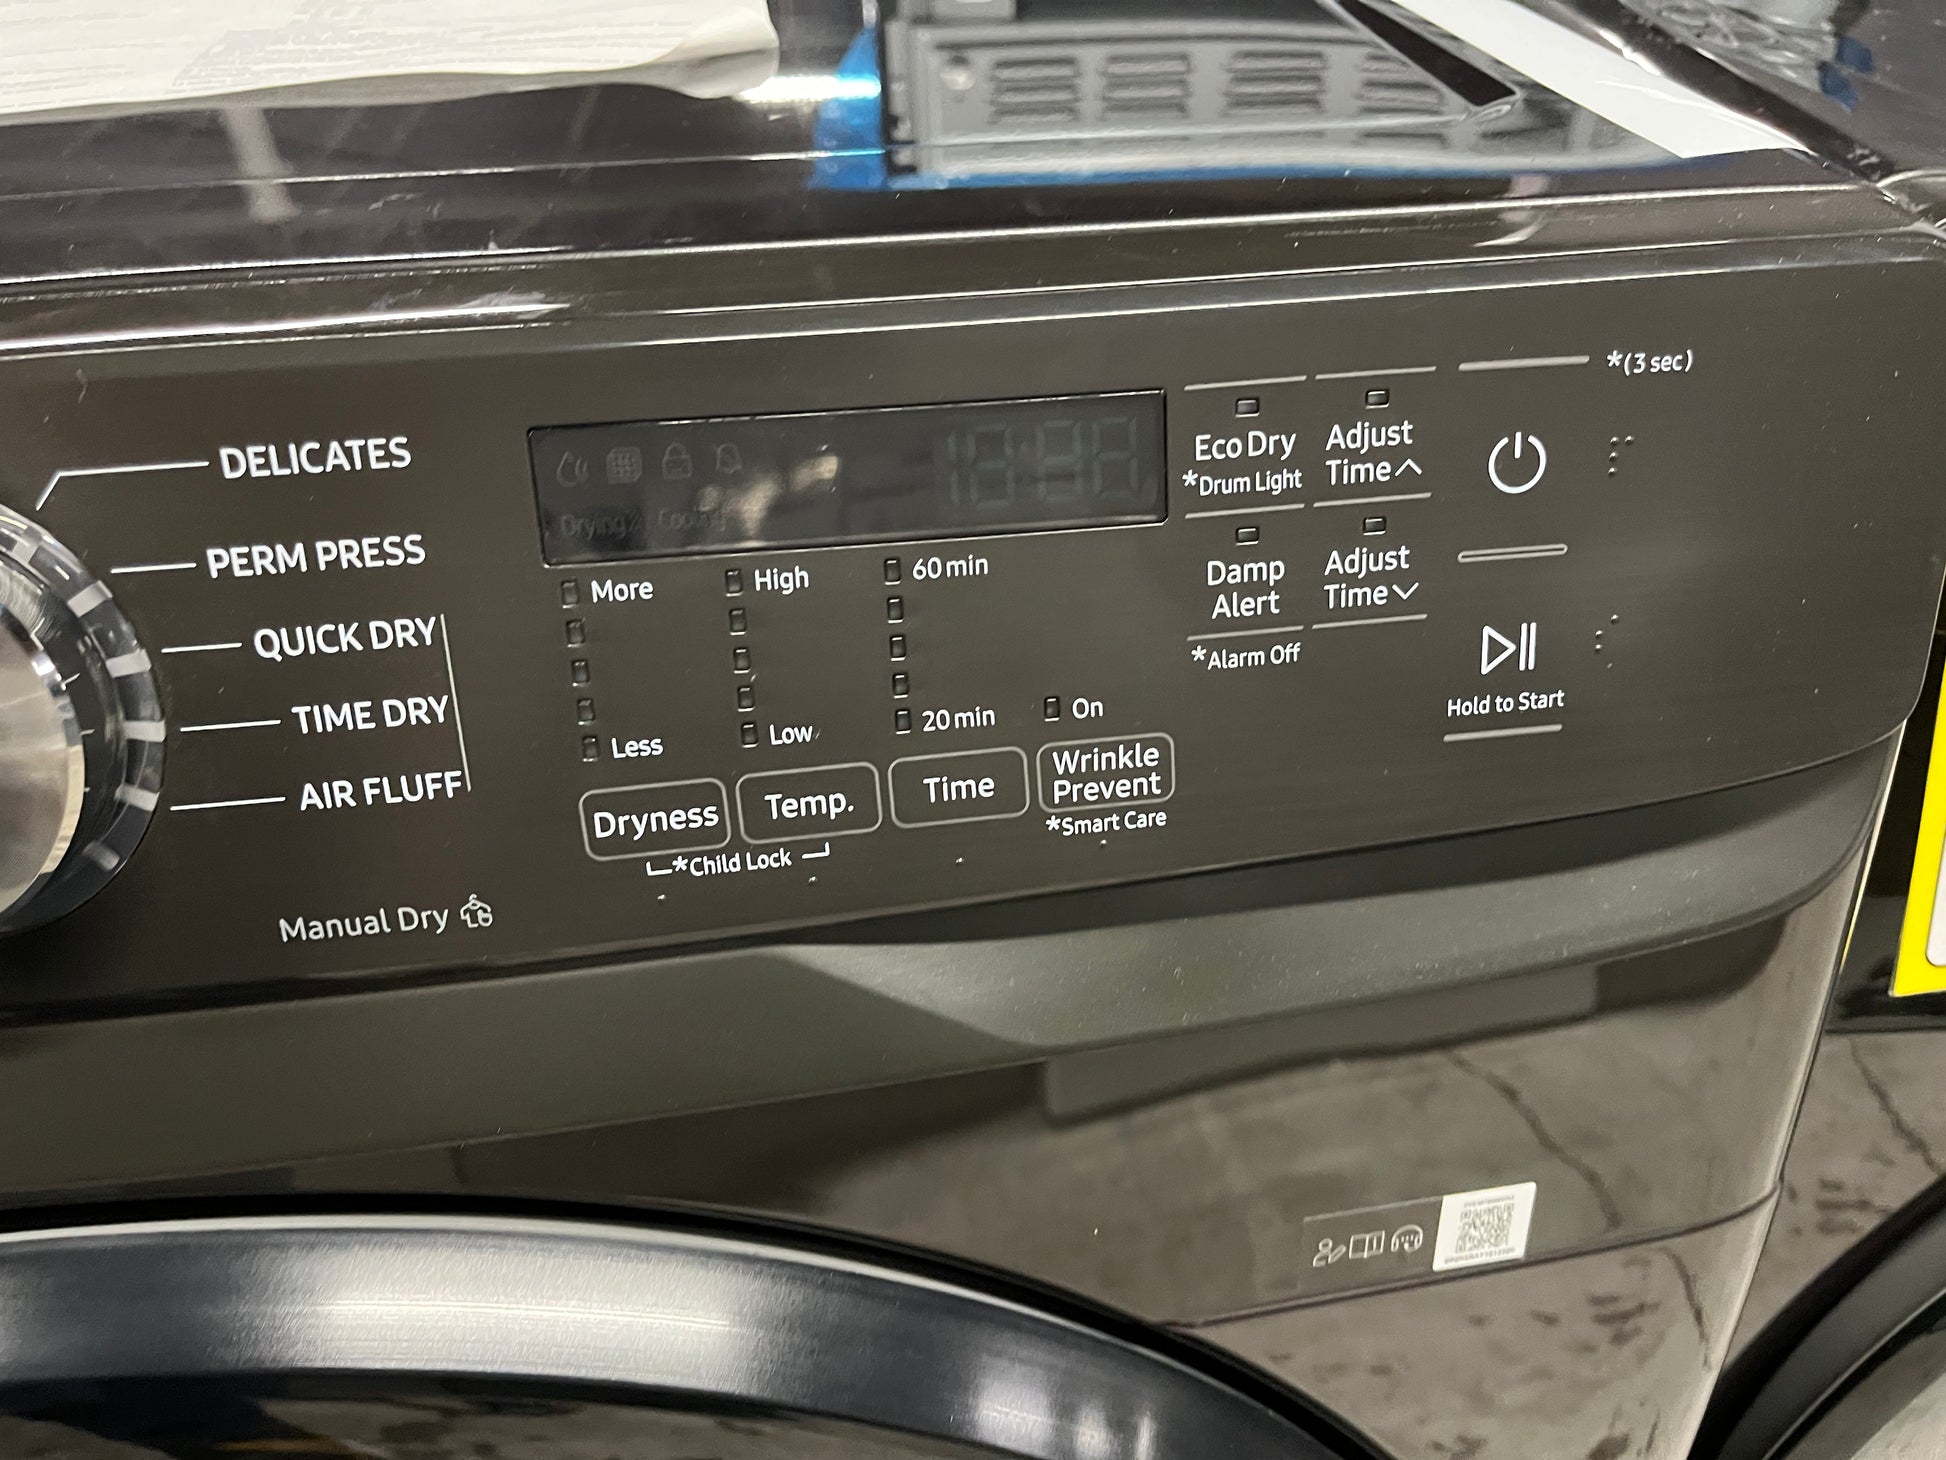 *(3 sec)
DELICATES
PERM PRESS
QUICK DRY
TIME DRY
AIR FLUFF
Manual Dry
18:88
Drying Cooling
More
Less
High
Low
60 min
20 min
On
Dryness
Temp.
Time
Wrinkle
Prevent
*Child Lock
*Smart Care
Eco Dry
*Drum Light
Adjust
Time
Damp
Alert
*Alarm Off
Adjust
Time
Hold to Start